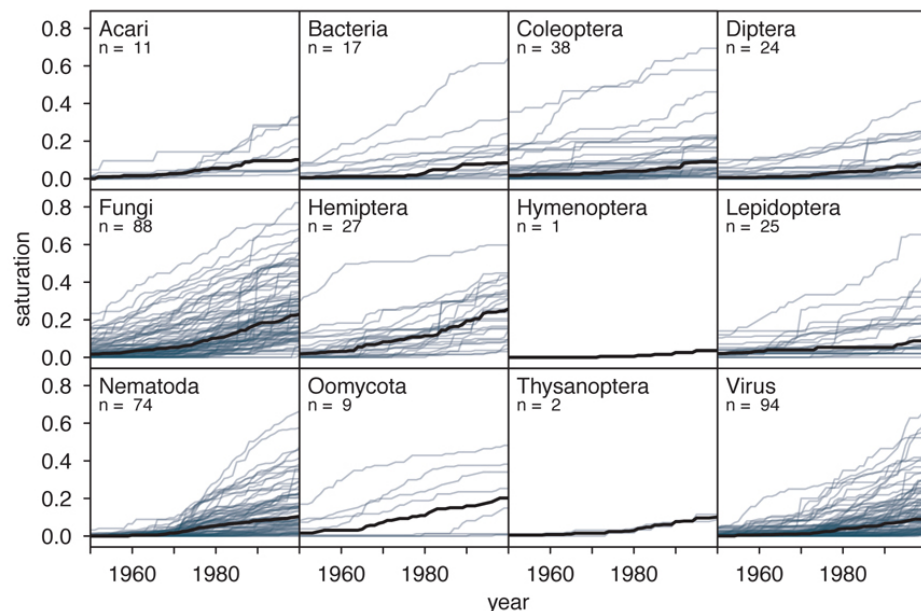 0.8
0.6
0.4
0.2
0.0
Acari
n = 11
Bacteria
n = 17
Coleoptera
n = 38
Diptera
n = 24
saturation
0.8
0.6
0.4
0.2
0.0
Fungi
n = 88
Hemiptera
n = 27
Hymenoptera
n = 1
Lepidoptera
n = 25
0.8
0.6
0.4
0.2
0.0
Nematoda
n = 74
Oomycota
n = 9
Thysanoptera
n = 2
Virus
n = 94
1960 1980 1960 1980 1960 1980 1960 1980
year